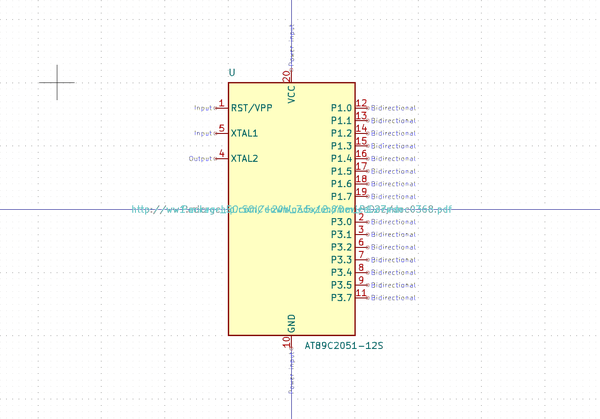 Power input
20
U
VCC
Input 1 RST/VPP P1.0 12 Bidirectional
P1.1 13 Bidirectional
Input 5 XTAL1 P1.2 14 Bidirectional
P1.3 15 Bidirectional
Output 4 XTAL2 P1.4 16 Bidirectional
P1.5 17 Bidirectional
P1.6 18 Bidirectional
P1.7 19 Bidirectional
P3.0 2 Bidirectional
P3.1 3 Bidirectional
P3.2 6 Bidirectional
P3.3 7 Bidirectional
P3.4 8 Bidirectional
P3.5 9 Bidirectional
P3.7 11 Bidirectional
GND
10
AT89C2051-12S
Power input